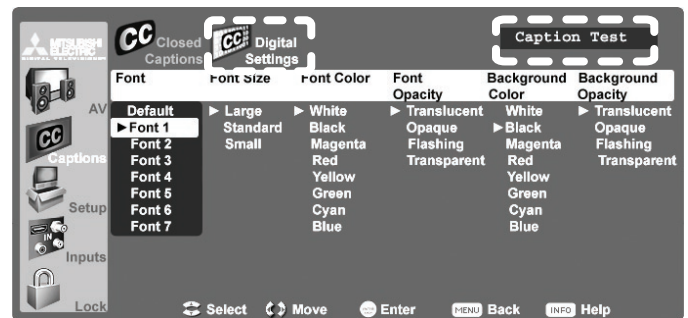 MITSUBISHI
ELECTRIC
DIGITAL TELEVISION
CC Closed
Captions
CC Digital
Settings
Caption Test
Font
Font Size
Font Color
Font
Opacity
Background
Color
Background
Opacity
AV
CC
Captions
Setup
IN
Inputs
Lock
Default
Font 1
Font 2
Font 3
Font 4
Font 5
Font 6
Font 7
Large
Standard
Small
White
Black
Magenta
Red
Yellow
Green
Cyan
Blue
Translucent
Opaque
Flashing
Transparent
White
Black
Magenta
Red
Yellow
Green
Cyan
Blue
Translucent
Opaque
Flashing
Transparent
Select Move Enter MENU Back INFO Help